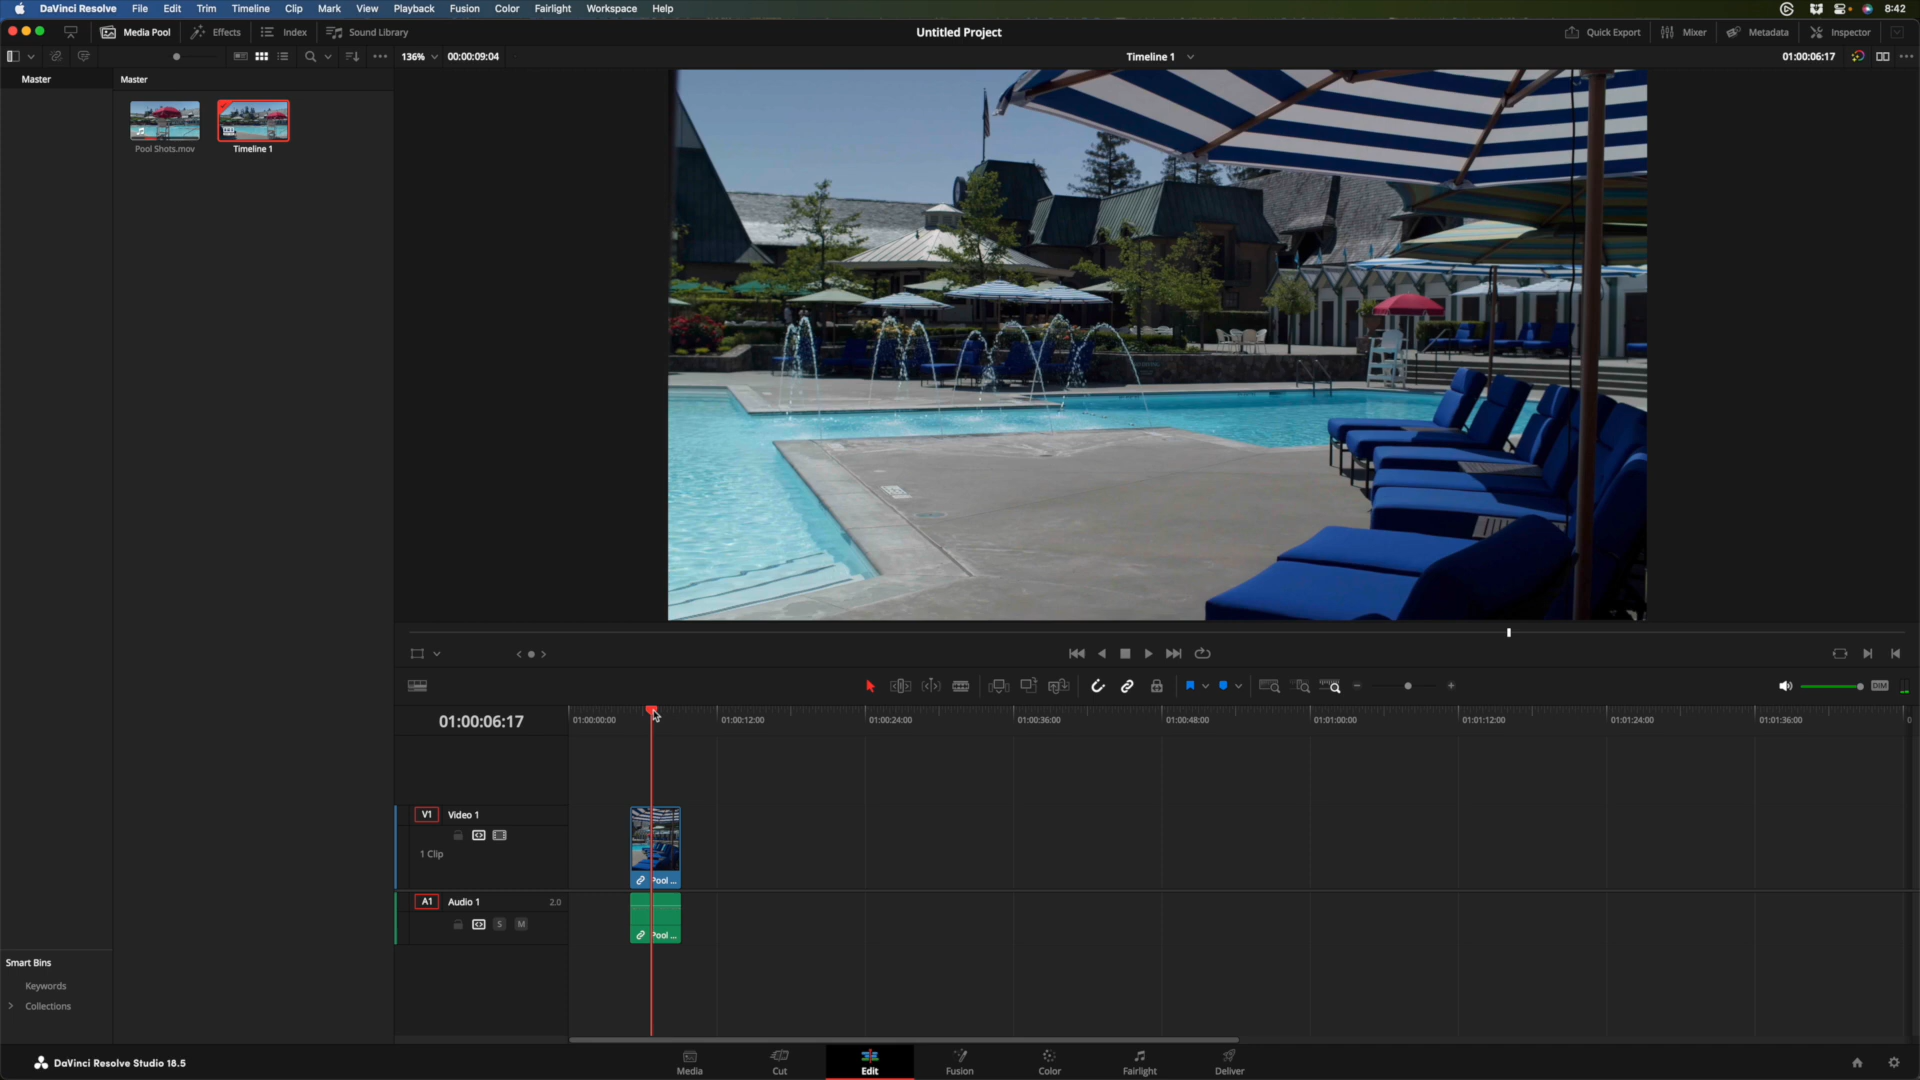 DaVinci Resolve File Edit Trim Timeline Clip Mark View Playback Fusion Color Fairlight Workspace Help 8:42
Media Pool Effects Index Sound Library Untitled Project Quick Export Mixer Metadata Inspector
136% 00:00:09:04 Timeline 1 01:00:06:17
Master Master
Pool Shots.mov Timeline 1
DIM
01:00:06:17 01:00:00:00 01:00:12:00 01:00:24:00 01:00:36:00 01:00:48:00 01:01:00:00 01:01:12:00 01:01:24:00 01:01:36:00 0
V1 Video 1
1 Clip
Pool ...
A1 Audio 1 2.0
S M
Pool ...
Smart Bins
Keywords
Collections
DaVinci Resolve Studio 18.5
Media Cut Edit Fusion Color Fairlight Deliver